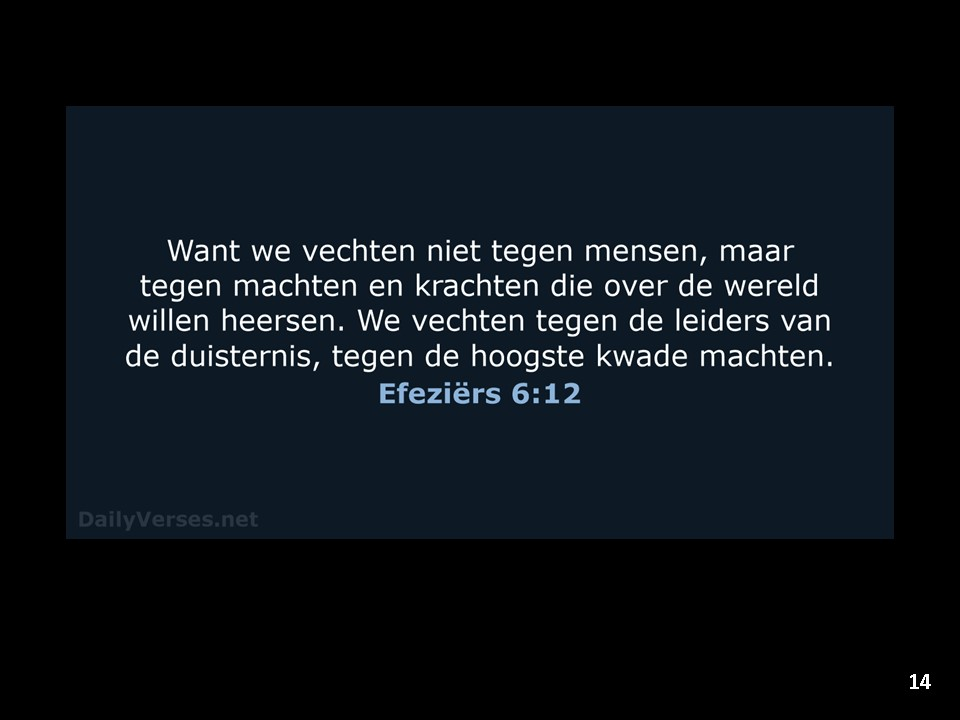 Want we vechten niet tegen mensen, maar
tegen machten en krachten die over de wereld
willen heersen. We vechten tegen de leiders van
de duisternis, tegen de hoogste kwade machten.
Efeziërs 6:12
DailyVerses.net
14